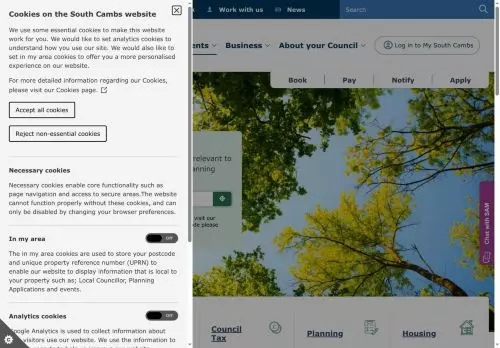 Cookies on the South Cambs website
We use some essential cookies to make this website
work for you. We would like to set analytics cookies to
understand how you use our site. We would also like to
set in my area cookies to offer you a more personalised
experience on our website.
For more detailed information regarding our Cookies,
please visit our Cookies page.
Accept all cookies
Reject non-essential cookies
Necessary cookies
Necessary cookies enable core functionality such as
page navigation and access to secure areas.The website
cannot function properly without these cookies, and can
only be disabled by changing your browser preferences.
In my area
Off
The in my area cookies are used to store your postcode
and unique property reference number (UPRN) to
enable our website to display information that is local to
your property such as; Local Councillor, Planning
Applications and events.
Analytics cookies
Off
Google Analytics is used to collect information about
visitors use our website. We use the information to
Work with us
News
Search
Business
About your Council
Log in to My South Cambs
Book
Pay
Notify
Apply
relevant to
visit our
please
Chat with SAM
Council
Tax
Planning
Housing